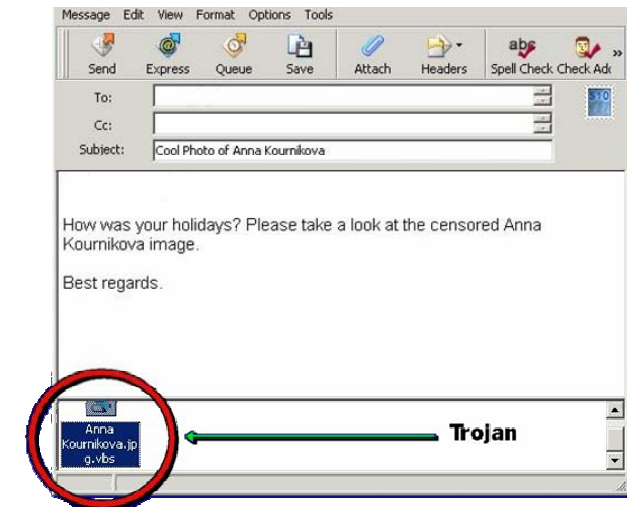 Message Edit View Format Options Tools
Send Express Queue Save Attach Headers Spell Check Check Adc
To:
Cc:
Subject: Cool Photo of Anna Kournikova
How was your holidays? Please take a look at the censored Anna
Kournikova image.
Best regards.
Anna
Kournikova.jp
g.vbs
Trojan